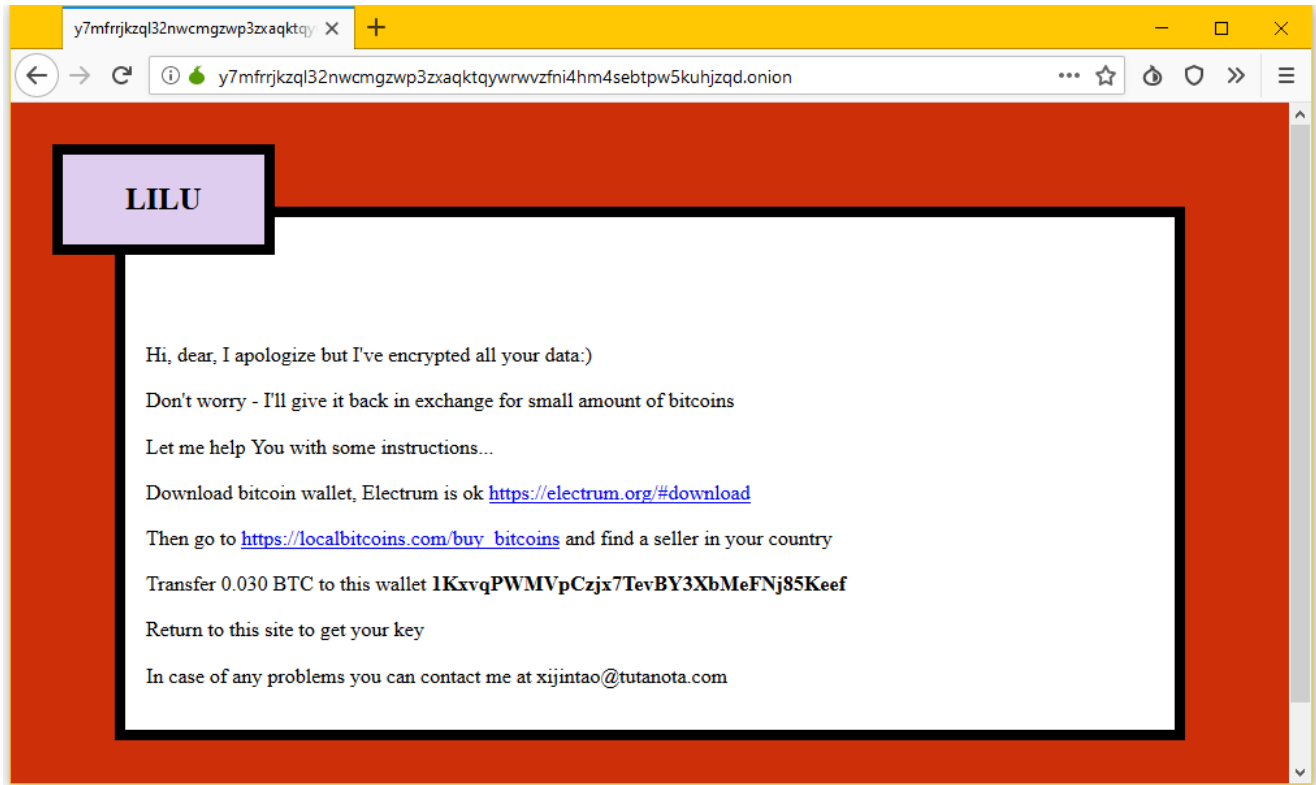 y7mfrrjkzql32nwcmgzwp3zxaqktqy
y7mfrrjkzql32nwcmgzwp3zxaqktqywrwvzfni4hm4sebtpw5kuhjzqd.onion
LILU
Hi, dear, I apologize but I've encrypted all your data:)
Don't worry - I'll give it back in exchange for small amount of bitcoins
Let me help You with some instructions...
Download bitcoin wallet, Electrum is ok https://electrum.org/#download
Then go to https://localbitcoins.com/buy_bitcoins and find a seller in your country
Transfer 0.030 BTC to this wallet 1KxvqPWMVpCzjx7TevBY3XbMeFNj85Keef
Return to this site to get your key
In case of any problems you can contact me at xijintao@tutanota.com